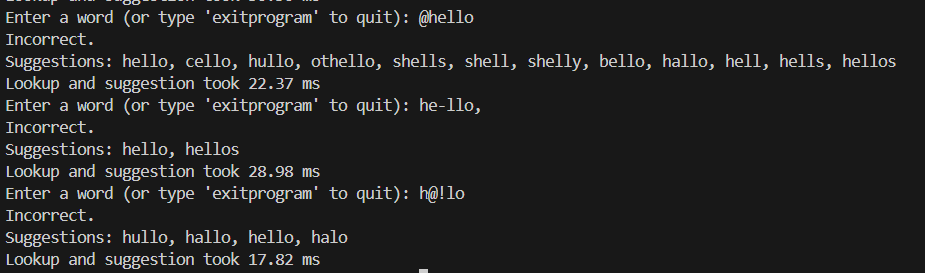 Enter a word (or type 'exitprogram' to quit): @hello
Incorrect.
Suggestions: hello, cello, hullo, othello, shells, shell, shelly, bello, hallo, hell, hells, hellos
Lookup and suggestion took 22.37 ms
Enter a word (or type 'exitprogram' to quit): he-llo,
Incorrect.
Suggestions: hello, hellos
Lookup and suggestion took 28.98 ms
Enter a word (or type 'exitprogram' to quit): h@!lo
Incorrect.
Suggestions: hullo, hallo, hello, halo
Lookup and suggestion took 17.82 ms